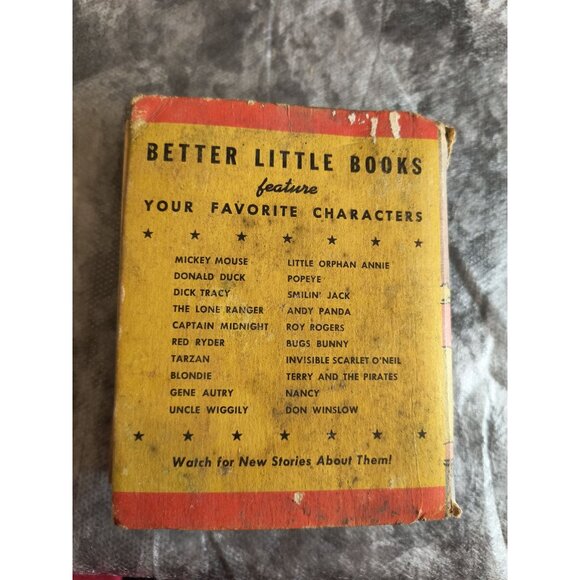 BETTER LITTLE BOOKS
feature
YOUR FAVORITE CHARACTERS
MICKEY MOUSE
DONALD DUCK
DICK TRACY
THE LONE RANGER
CAPTAIN MIDNIGHT
RED RYDER
TARZAN
BLONDIE
GENE AUTRY
UNCLE WIGGILY
LITTLE ORPHAN ANNIE
POPEYE
SMILIN' JACK
ANDY PANDA
ROY ROGERS
BUGS BUNNY
INVISIBLE SCARLET O'NEIL
TERRY AND THE PIRATES
NANCY
DON WINSLOW
Watch for New Stories About Them!